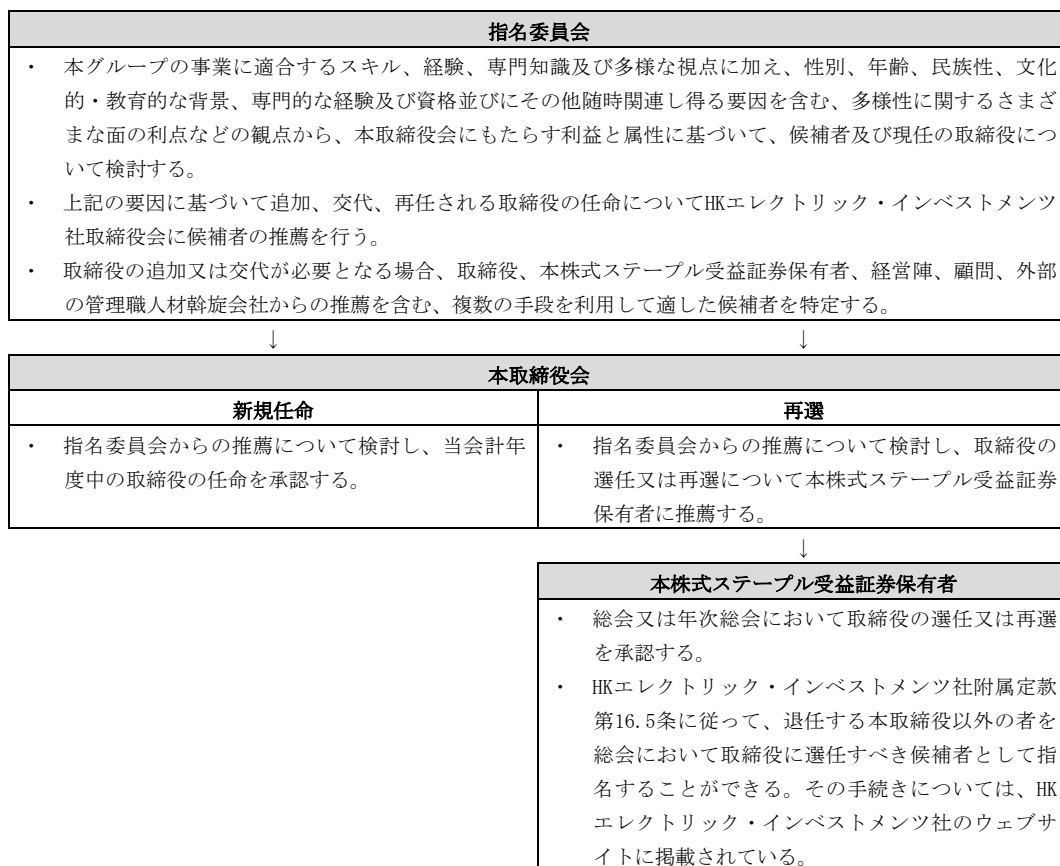 指名委員会
・ 本グループの事業に適合するスキル、経験、専門知識及び多様な視点に加え、性別、年齢、民族性、文化
的・教育的な背景、専門的な経験及び資格並びにその他随時関連し得る要因を含む、多様性に関するさまざ
まな面の利点などの観点から、本取締役会にもたらす利益と属性に基づいて、候補者及び現任の取締役につ
いて検討する。
・ 上記の要因に基づいて追加、交代、再任される取締役の任命についてHKエレクトリック・インベストメンツ
社取締役会に候補者の推薦を行う。
・ 取締役の追加又は交代が必要となる場合、取締役、本株式ステープル受益証券保有者、経営陣、顧問、外部
の管理職人材斡旋会社からの推薦を含む、複数の手段を利用して適した候補者を特定する。
↓ ↓
本取締役会
新規任命
・ 指名委員会からの推薦について検討し、当会計年
度中の取締役の任命を承認する。
再選
・ 指名委員会からの推薦について検討し、取締役の
選任又は再選について本株式ステープル受益証券
保有者に推薦する。
↓
本株式ステープル受益証券保有者
・ 総会又は年次総会において取締役の選任又は再選
を承認する。
・ HKエレクトリック・インベストメンツ社附属定款
第16.5条に従って、退任する本取締役以外の者を
総会において取締役に選任すべき候補者として指
名することができる。その手続きについては、HK
エレクトリック・インベストメンツ社のウェブサ
イトに掲載されている。